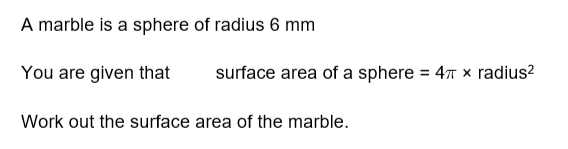 A marble is a sphere of radius 6 mm
You are given that surface area of a sphere = 4π × radius²
Work out the surface area of the marble.